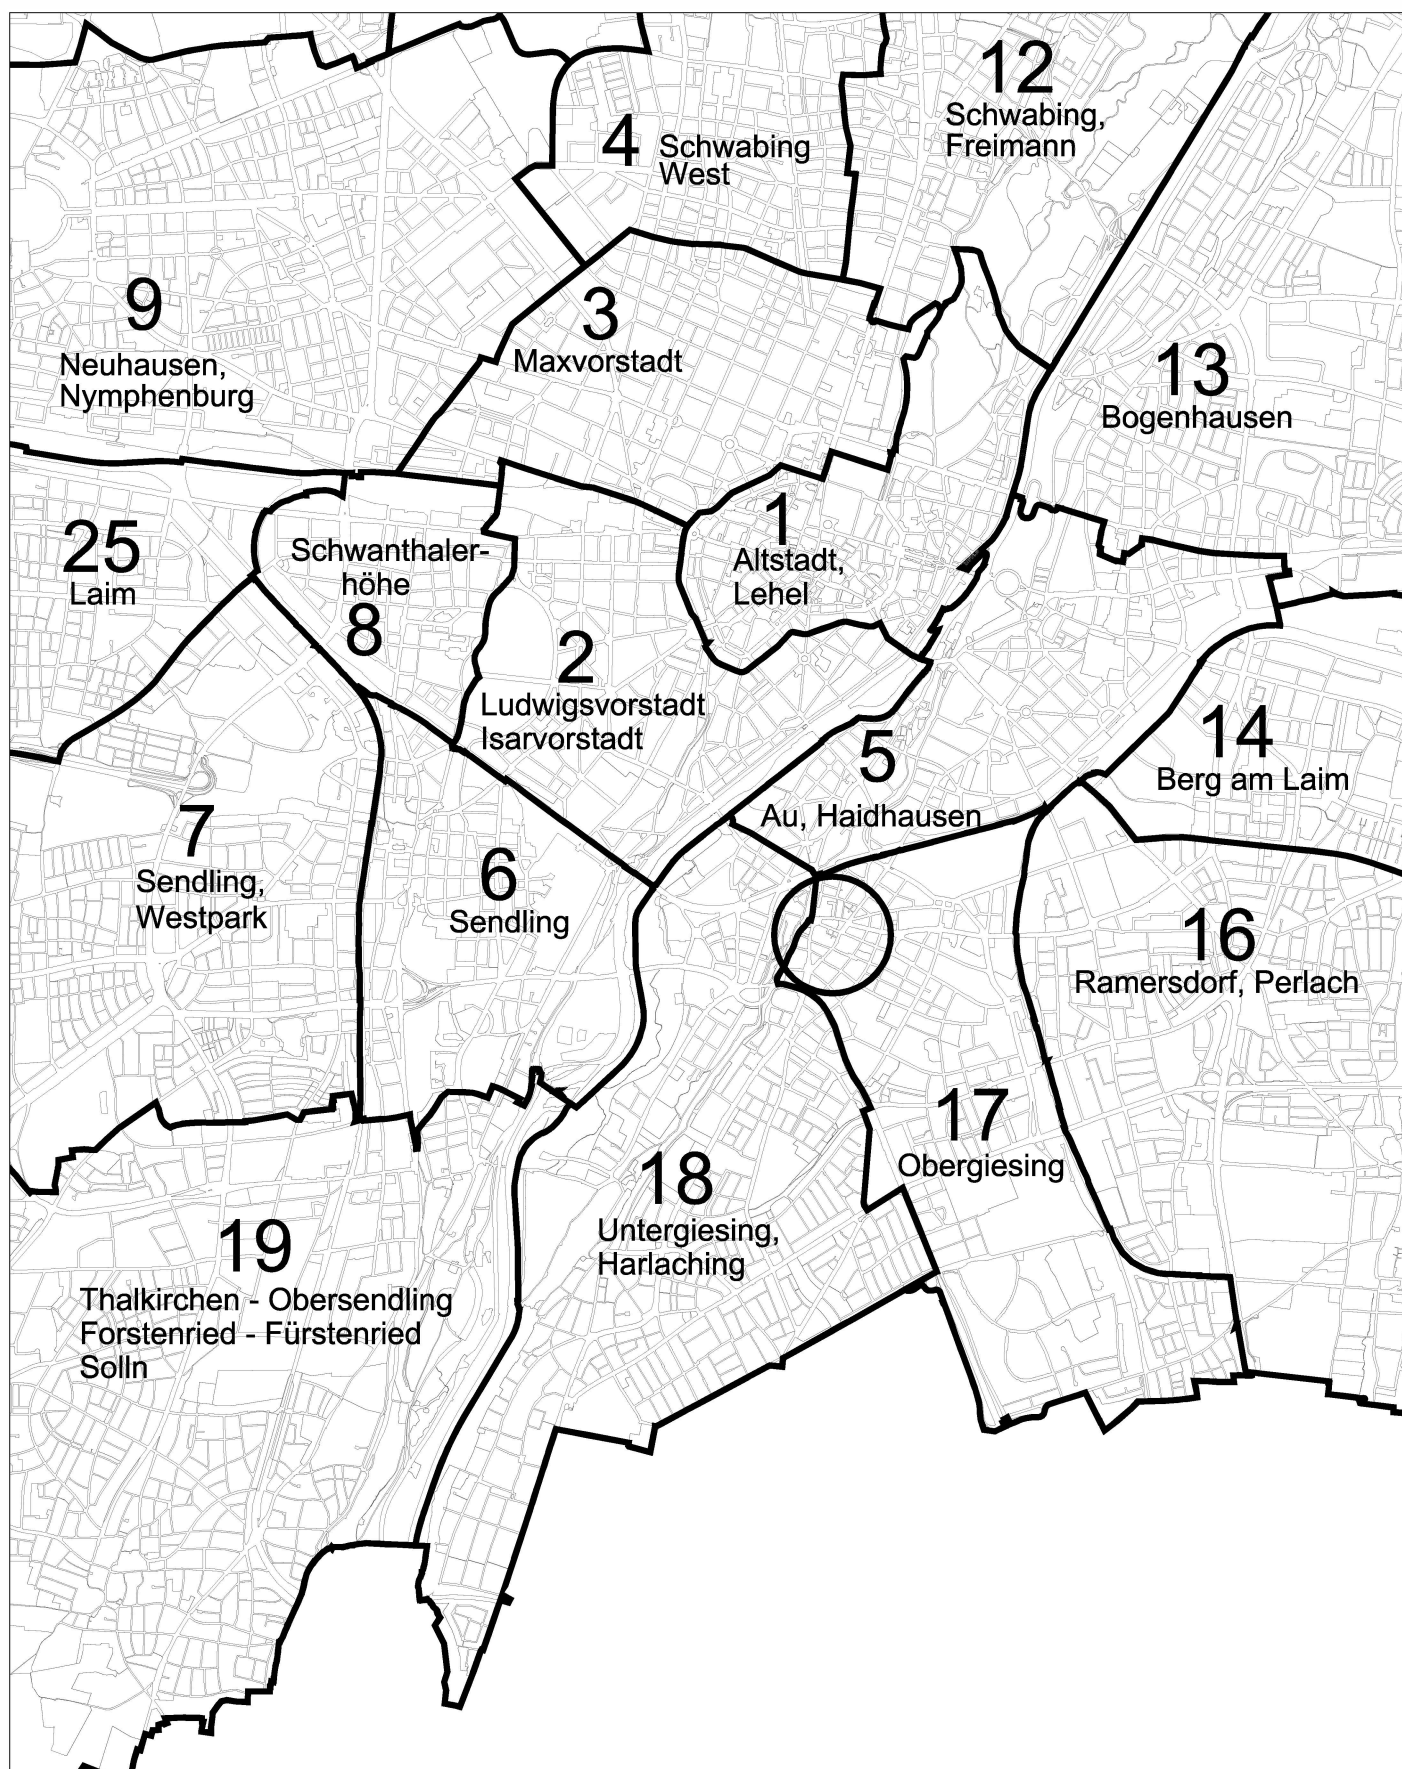 12
Schwabing,
Freimann
4
Schwabing
West
9
Neuhausen,
Nymphenburg
3
Maxvorstadt
13
Bogenhausen
25
Laim
Schwanthaler-
höhe
8
1
Altstadt,
Lehel
2
Ludwigsvorstadt
Isarvorstadt
5
Au, Haidhausen
14
Berg am Laim
7
Sendling,
Westpark
6
Sendling
16
Ramersdorf, Perlach
17
Obergiesing
18
Untergiesing,
Harlaching
19
Thalkirchen - Obersendling
Forstenried - Fürstenried
Solln